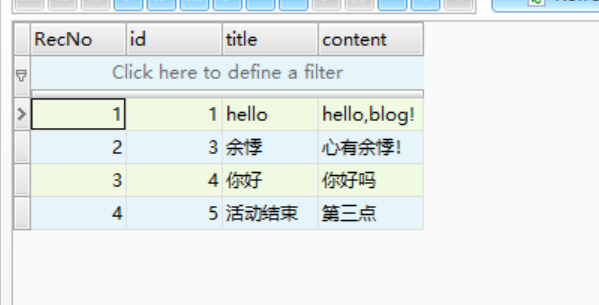 RecNo id title content
Click here to define a filter
1 1 hello hello,blog!
2 3 余悸 心有余悸!
3 4 你好 你好吗
4 5 活动结束 第三点